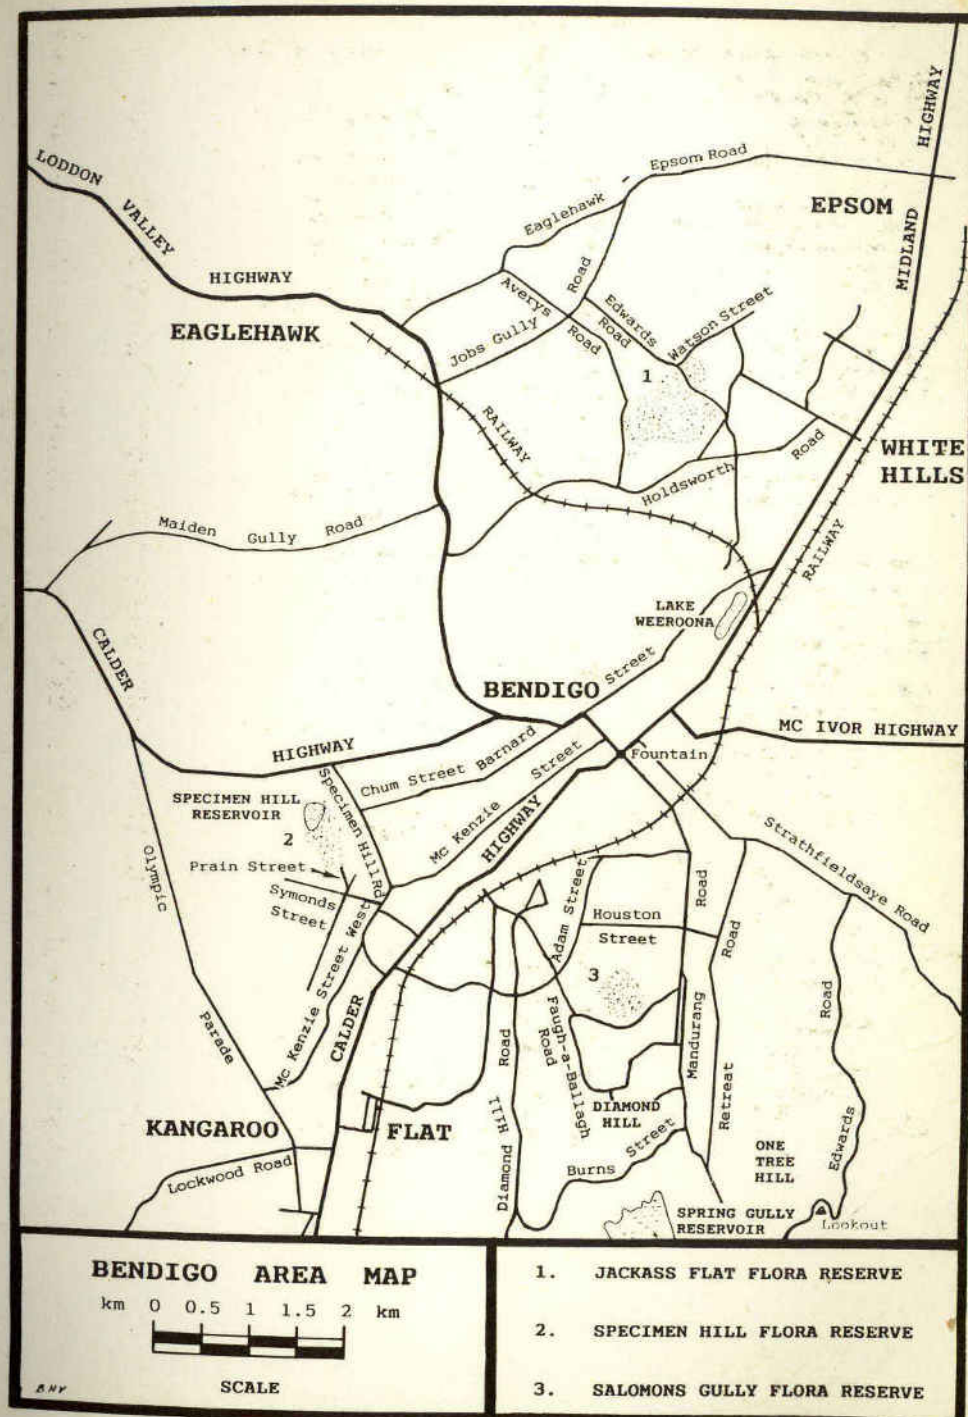 LODDON VALLEY HIGHWAY
EAGLEHAWK
Eaglehawk Epsom Road
EPSOM
MIDLAND HIGHWAY
Averys Road
Jobs Gully Road
Edwards Road
Watson Street
1
RAILWAY
Holdsworth Road
WHITE
HILLS
RAILWAY
Maiden Gully Road
LAKE
WEEROONA
CALDER HIGHWAY
BENDIGO
Chum Street Barnard Street
Mc Kenzie Street
Fountain
MC IVOR HIGHWAY
SPECIMEN HILL
RESERVOIR
2
Specimen Hill Rd
Prain Street
Symonds
Street
Mc Kenzie Street West
CALDER HIGHWAY
Olympic Parade
Strathfieldsaye Road
Adam Street
Houston
Street
3
Faugh-a-Ballagh
Road
Mandurang Road
Retreat Road
Edwards Road
Diamond Hill Road
DIAMOND
HILL
Burns Street
KANGAROO FLAT
Lockwood Road
ONE
TREE
HILL
SPRING GULLY
RESERVOIR
Lookout
BENDIGO AREA MAP
km 0 0.5 1 1.5 2 km
SCALE
BHV
1. JACKASS FLAT FLORA RESERVE
2. SPECIMEN HILL FLORA RESERVE
3. SALOMONS GULLY FLORA RESERVE